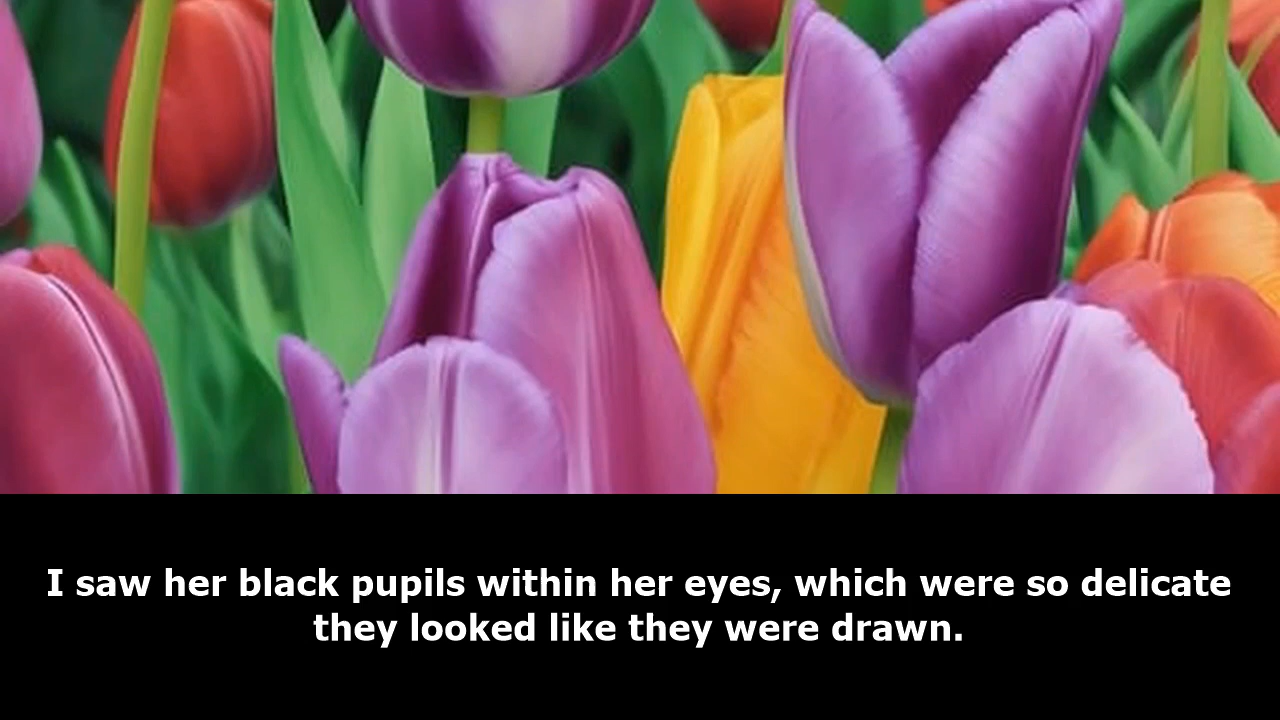 I saw her black pupils within her eyes, which were so delicate
they looked like they were drawn.